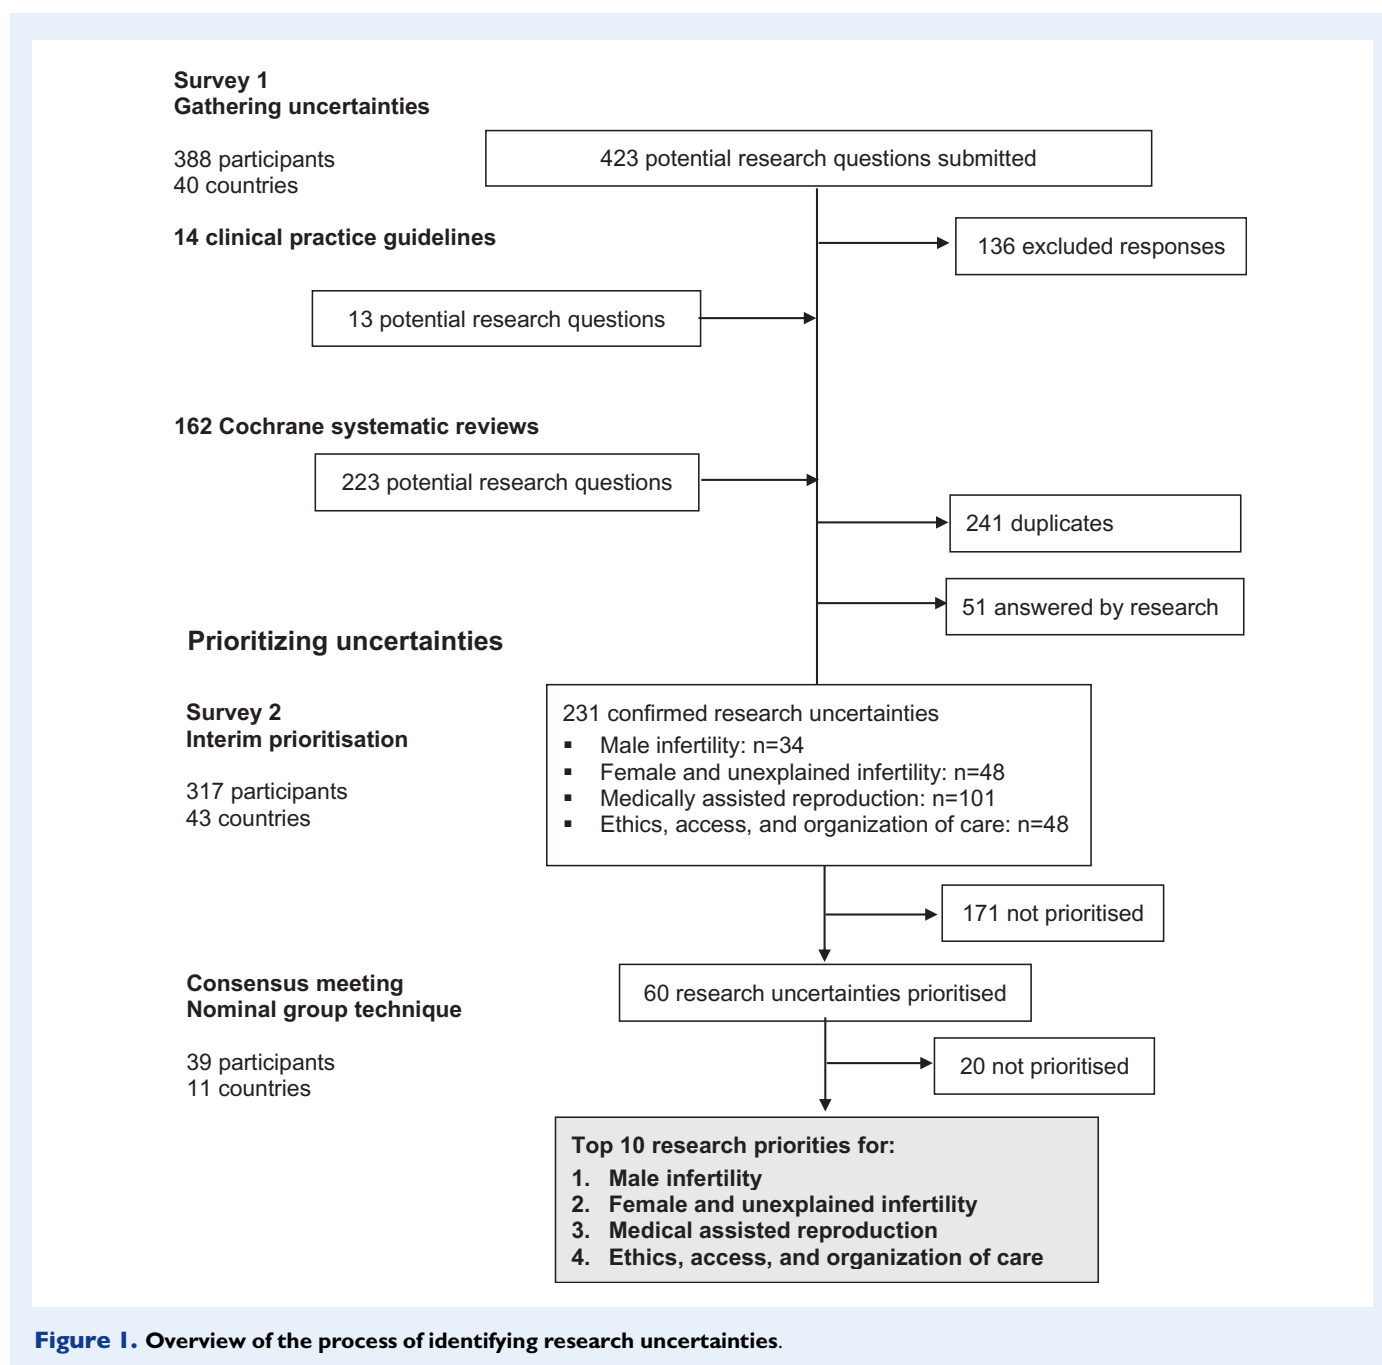 Survey 1
Gathering uncertainties
388 participants
40 countries
423 potential research questions submitted
14 clinical practice guidelines
136 excluded responses
13 potential research questions
162 Cochrane systematic reviews
223 potential research questions
241 duplicates
51 answered by research
Prioritizing uncertainties
Survey 2
Interim prioritisation
317 participants
43 countries
231 confirmed research uncertainties
▪ Male infertility: n=34
▪ Female and unexplained infertility: n=48
▪ Medically assisted reproduction: n=101
▪ Ethics, access, and organization of care: n=48
171 not prioritised
Consensus meeting
Nominal group technique
39 participants
11 countries
60 research uncertainties prioritised
20 not prioritised
Top 10 research priorities for:
1. Male infertility
2. Female and unexplained infertility
3. Medical assisted reproduction
4. Ethics, access, and organization of care
Figure 1. Overview of the process of identifying research uncertainties.